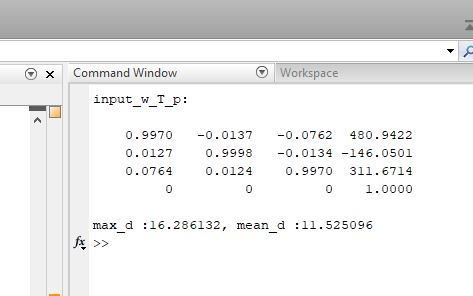 Command Window
Workspace
input_w_T_p:
0.9970 -0.0137 -0.0762 480.9422
0.0127 0.9998 -0.0134 -146.0501
0.0764 0.0124 0.9970 311.6714
0 0 0 1.0000
max_d :16.286132, mean_d :11.525096
fx >>